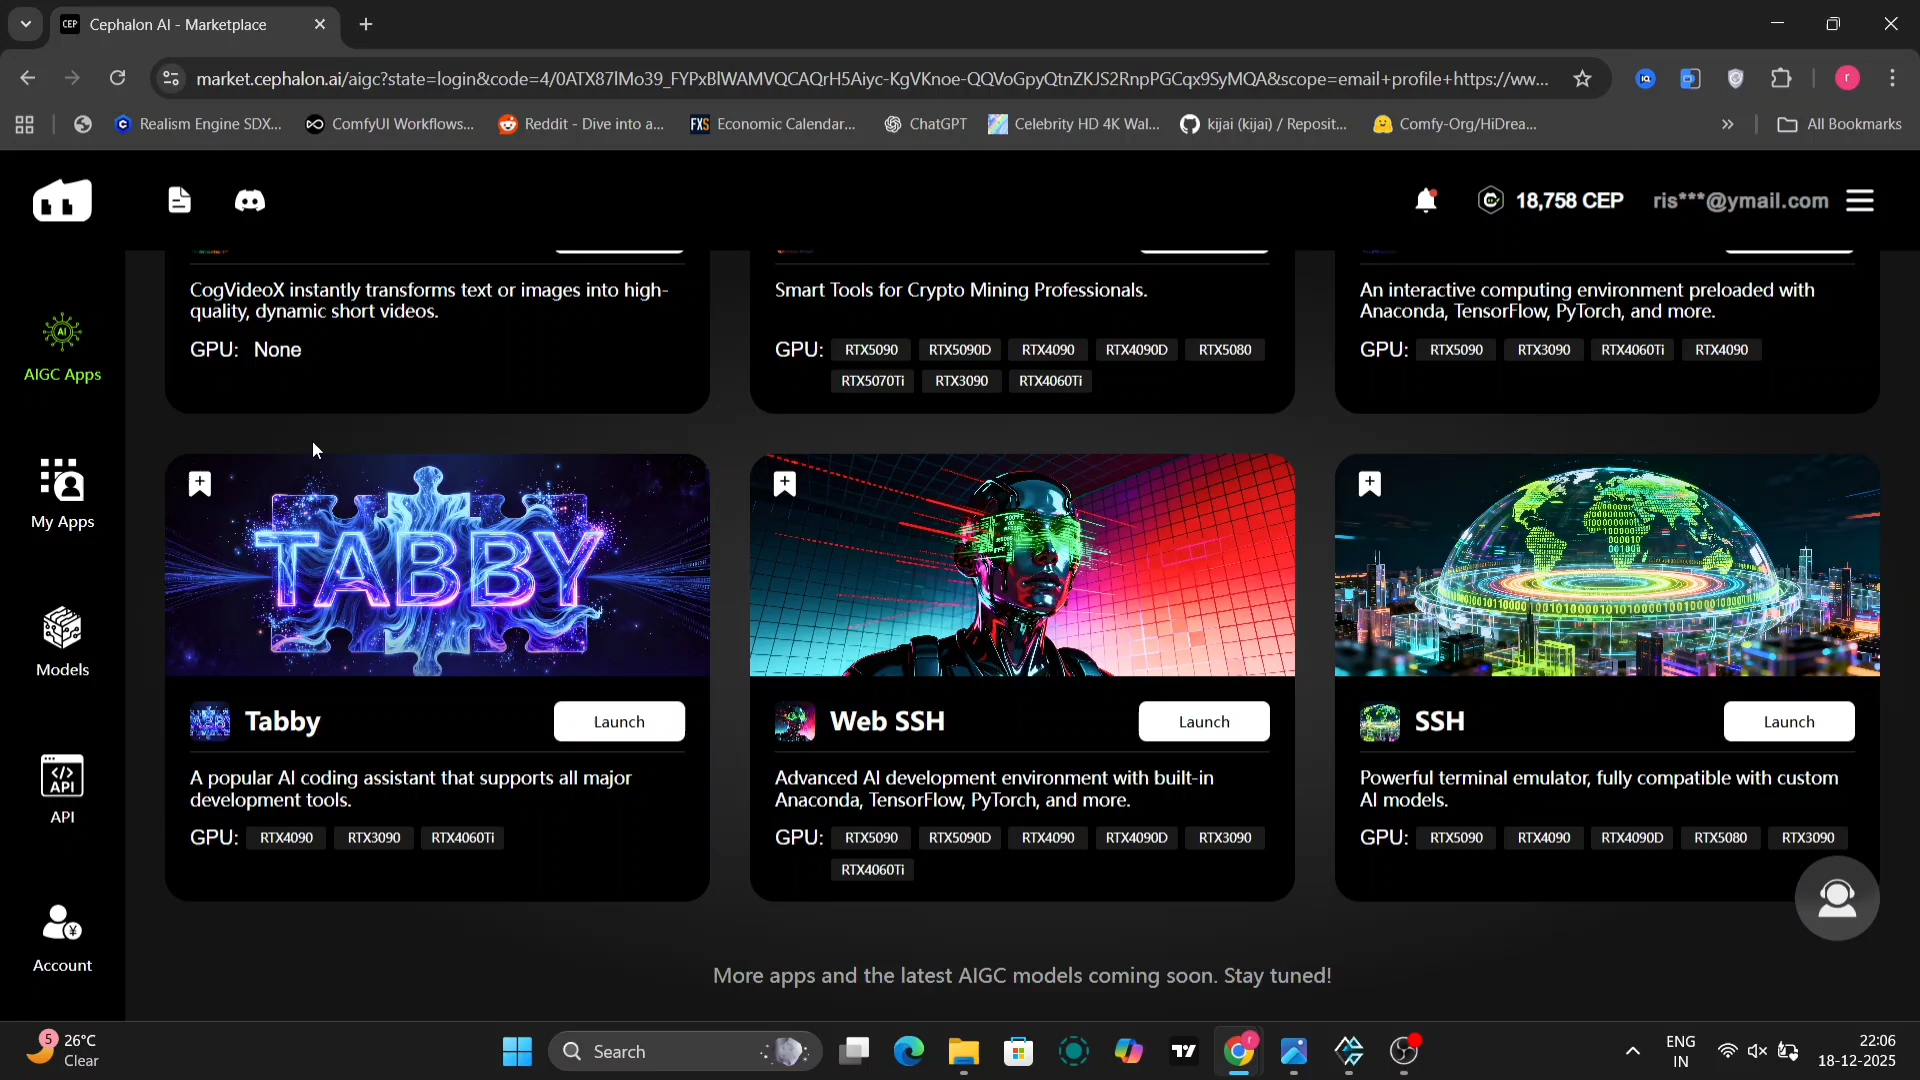 CEP Cephalon AI - Marketplace
market.cephalon.ai/aigc?state=login&code=4/0ATX87lMo39_FYPxBlWAMVQCAQrH5Aiyc-KgVKnoe-QQVoGpyQtnZKJS2RnpPGCqx9SyMQA&scope=email+profile+https://ww...
r
Realism Engine SDX...
ComfyUI Workflows...
Reddit - Dive into a...
FXS Economic Calendar...
ChatGPT
Celebrity HD 4K Wal...
kijai (kijai) / Reposit...
Comfy-Org/HiDrea...
All Bookmarks
18,758 CEP
ris***@ymail.com
AI
AIGC Apps
My Apps
Models
API
API
Account
CogVideoX instantly transforms text or images into high-
quality, dynamic short videos.
GPU: None
Smart Tools for Crypto Mining Professionals.
GPU: RTX5090 RTX5090D RTX4090 RTX4090D RTX5080
RTX5070Ti RTX3090 RTX4060Ti
An interactive computing environment preloaded with
Anaconda, TensorFlow, PyTorch, and more.
GPU: RTX5090 RTX3090 RTX4060Ti RTX4090
TABBY
Tabby
Launch
A popular AI coding assistant that supports all major
development tools.
GPU: RTX4090 RTX3090 RTX4060Ti
Web SSH
Launch
Advanced AI development environment with built-in
Anaconda, TensorFlow, PyTorch, and more.
GPU: RTX5090 RTX5090D RTX4090 RTX4090D RTX3090
RTX4060Ti
SSH
Launch
Powerful terminal emulator, fully compatible with custom
AI models.
GPU: RTX5090 RTX4090 RTX4090D RTX5080 RTX3090
More apps and the latest AIGC models coming soon. Stay tuned!
5
26°C
Clear
Search
ENG
IN
22:06
18-12-2025